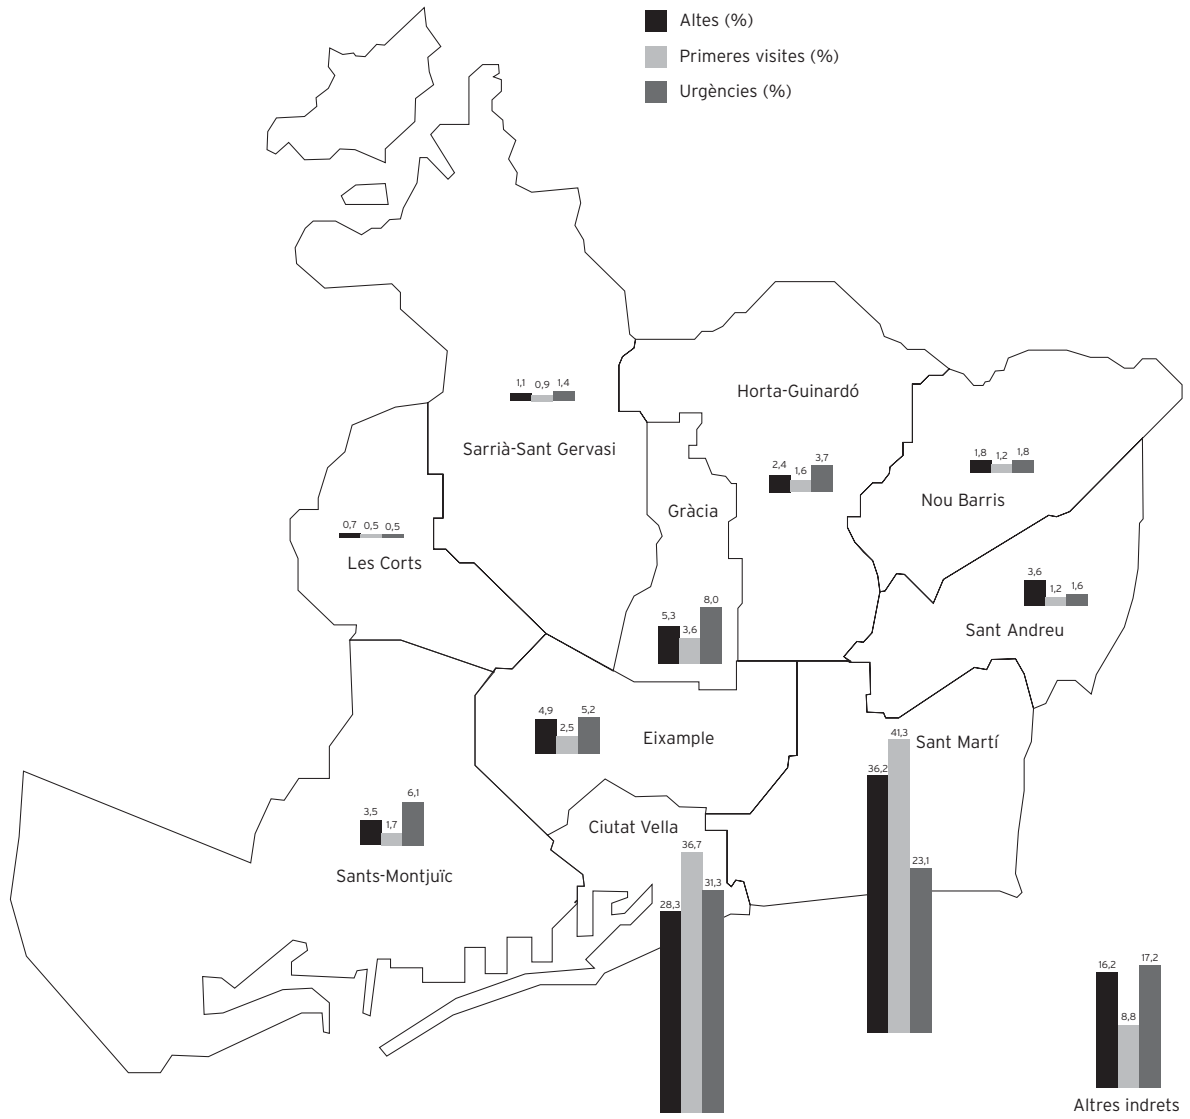 Altes (%)
Primeres visites (%)
Urgències (%)
1,1 0,9 1,4
Sarrià-Sant Gervasi
Horta-Guinardó
2,4 1,6 3,7
1,8 1,2 1,8
Nou Barris
Gràcia
5,3 3,6 8,0
0,7 0,5 0,5
Les Corts
3,6 1,2 1,6
Sant Andreu
4,9 2,5 5,2
Eixample
Sant Martí
36,2 41,3 23,1
3,5 1,7 6,1
Sants-Montjuïc
Ciutat Vella
28,3 36,7 31,3
16,2 8,8 17,2
Altres indrets